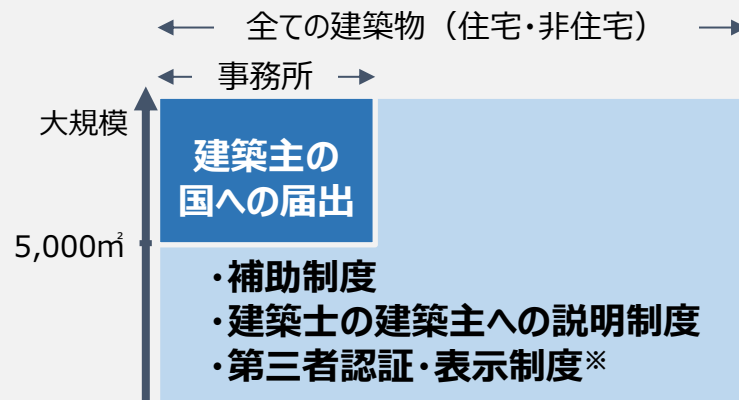 全ての建築物（住宅・非住宅）
事務所
大規模
建築主の
国への届出
5,000㎡
・補助制度
・建築士の建築主への説明制度
・第三者認証・表示制度※